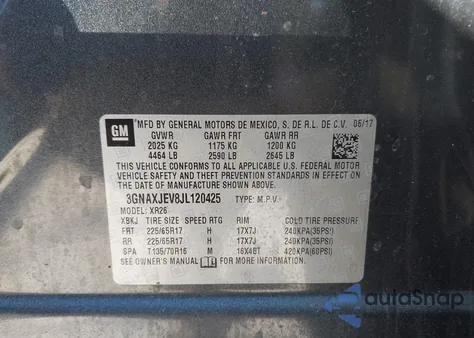 GM
MFD BY GENERAL MOTORS DE MEXICO, S. DE R.L. DE C.V. 06/17
GVWR GAWR FRT GAWR RR
2025 KG 1175 KG 1200 KG
4464 LB 2590 LB 2645 LB
THIS VEHICLE CONFORMS TO ALL APPLICABLE U.S. FEDERAL MOTOR
VEHICLE SAFETY AND THEFT PREVENTION STANDARDS IN EFFECT ON
THE DATE OF MANUFACTURE SHOWN ABOVE.
3GNAXJEV8JL120425 TYPE: M.P.V.
MODEL: XR26
XBKJ TIRE SIZE SPEED RTG RIM COLD TIRE PRESSURE
FRT 225/65R17 H 17X7J 240KPA(35PSI)
RR 225/65R17 H 17X7J 240KPA(35PSI)
SPA T135/70R16 M 16X4BT 420KPA(60PSI)
SEE OWNER'S MANUAL FOR ADDITIONAL INFORMATION.
autoSnap